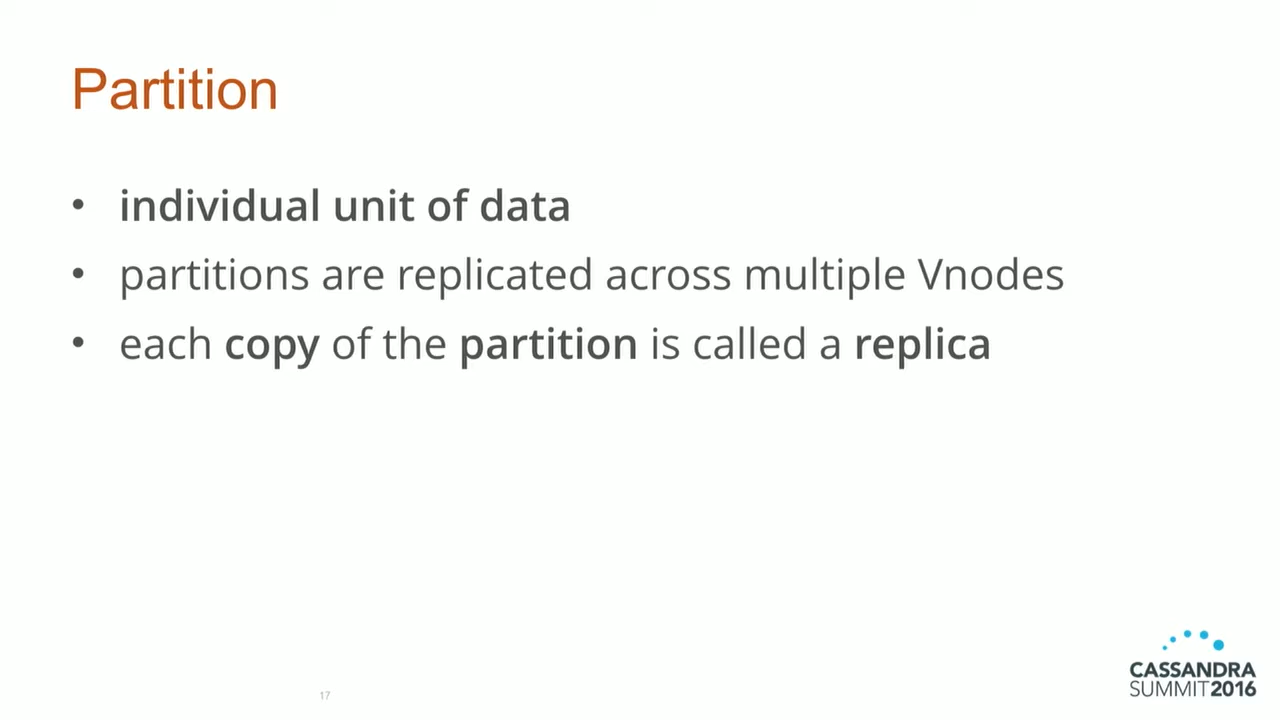 Partition
• individual unit of data
• partitions are replicated across multiple Vnodes
• each copy of the partition is called a replica
17
CASSANDRA
SUMMIT2016